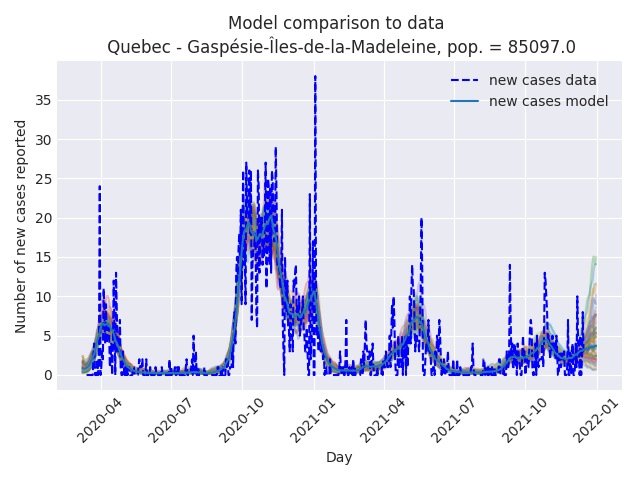 Model comparison to data
Quebec - Gaspésie-Îles-de-la-Madeleine, pop. = 85097.0
new cases data
new cases model
Number of new cases reported
35
30
25
20
15
10
5
0
2020-04
2020-07
2020-10
2021-01
2021-04
2021-07
2021-10
2022-01
Day